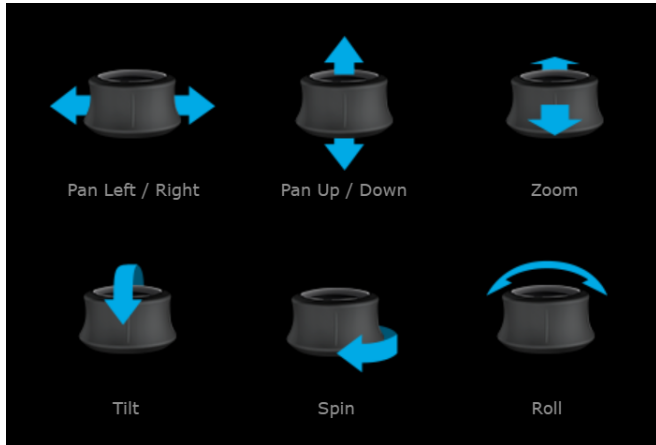 Pan Left / Right
Pan Up / Down
Zoom
Tilt
Spin
Roll